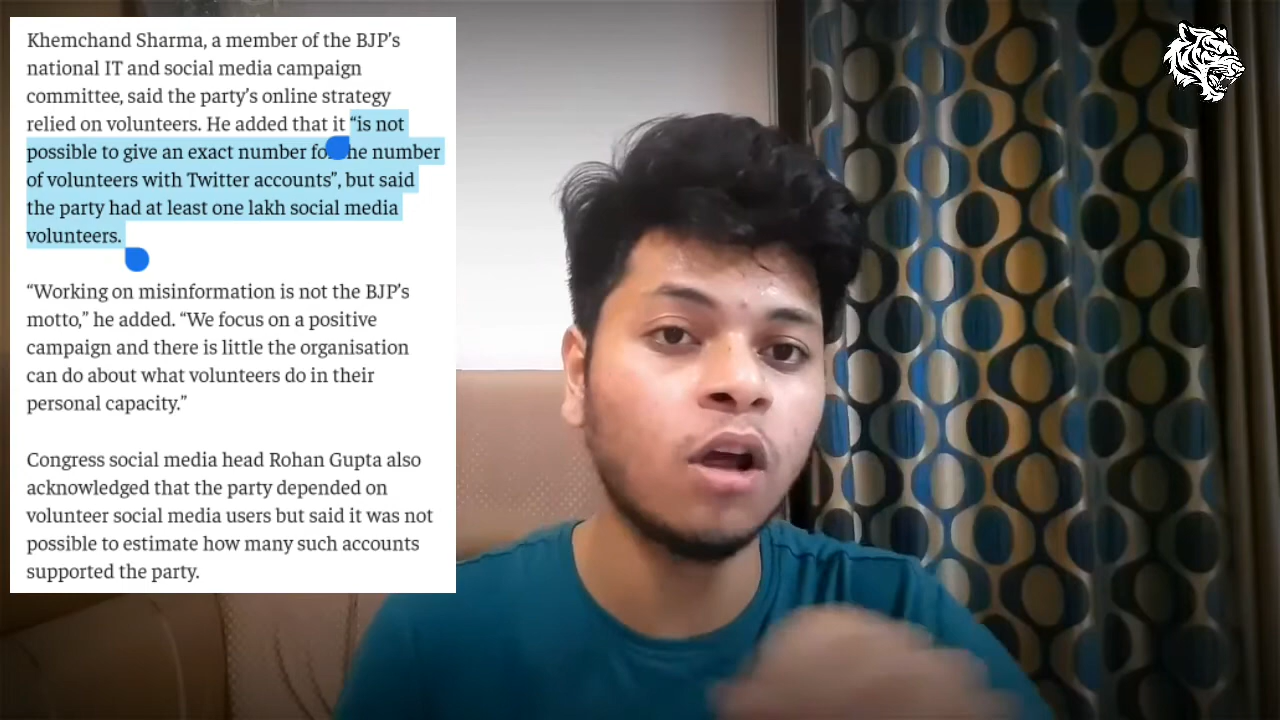 Khemchand Sharma, a member of the BJP's
national IT and social media campaign
committee, said the party's online strategy
relied on volunteers. He added that it “is not
possible to give an exact number he number
of volunteers with Twitter accounts”, but said
the party had at least one lakh social media
volunteers.
“Working on misinformation is not the BJP's
motto,” he added. “We focus on a positive
campaign and there is little the organisation
can do about what volunteers do in their
personal capacity.”
Congress social media head Rohan Gupta also
acknowledged that the party depended on
volunteer social media users but said it was not
possible to estimate how many such accounts
supported the party.